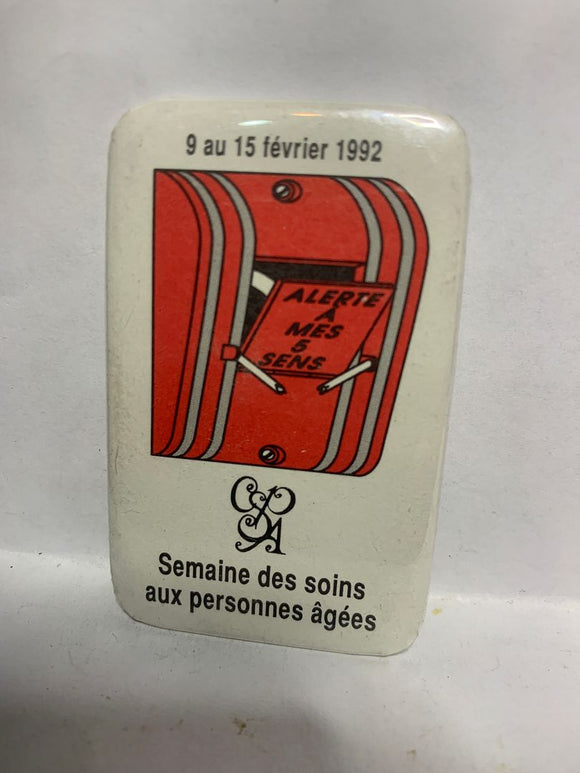 9 au 15 février 1992
ALERTE
À
MES
5
SENS
Semaine des soins
aux personnes âgées